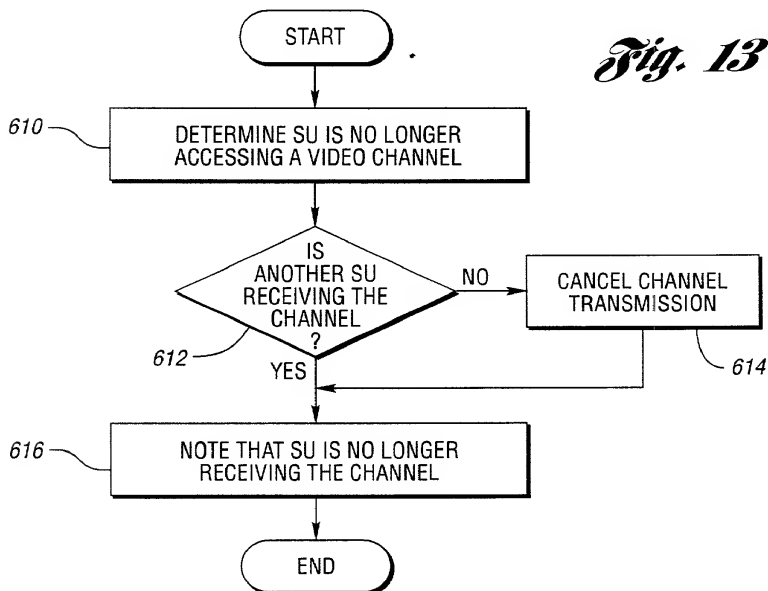 START
Fig. 13
610
DETERMINE SU IS NO LONGER
ACCESSING A VIDEO CHANNEL
IS
ANOTHER SU
RECEIVING THE
CHANNEL
?
NO
CANCEL CHANNEL
TRANSMISSION
612
614
YES
616
NOTE THAT SU IS NO LONGER
RECEIVING THE CHANNEL
END